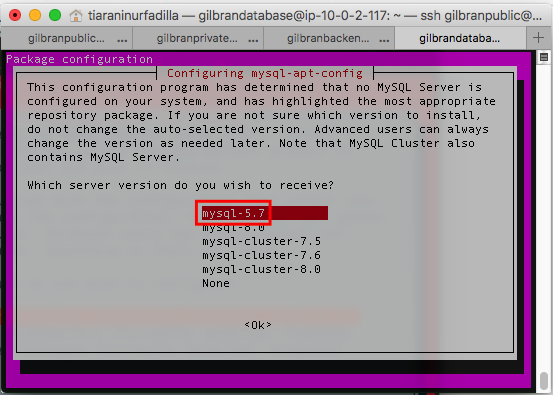 tiaraninurfadilla — gilbrandatabase@ip-10-0-2-117: ~ — ssh gilbranpublic@...
gilbranpublic... ... gilbranprivate... ... gilbranbacken... ... gilbrandataba... ...
Package configuration
Configuring mysql-apt-config
This configuration program has determined that no MySQL Server is
configured on your system, and has highlighted the most appropriate
repository package. If you are not sure which version to install,
do not change the auto-selected version. Advanced users can always
change the version as needed later. Note that MySQL Cluster also
contains MySQL Server.
Which server version do you wish to receive?
mysql-5.7
mysql-8.0
mysql-cluster-7.5
mysql-cluster-7.6
mysql-cluster-8.0
None
<Ok>